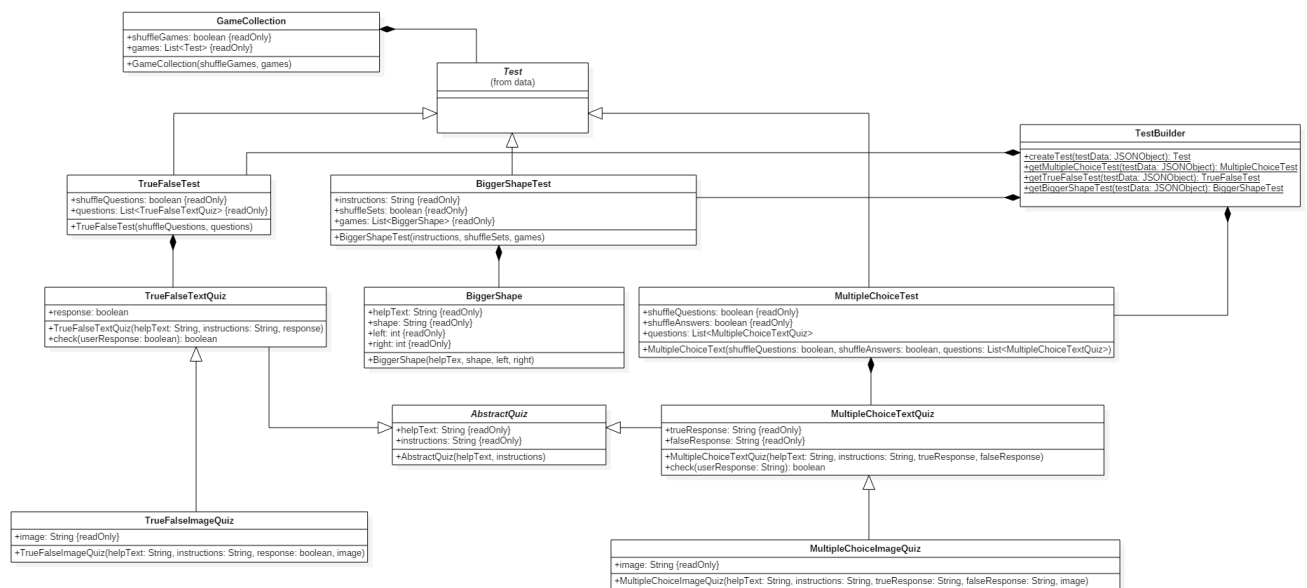 GameCollection
+shuffleGames: boolean {readOnly}
+games: List<Test> {readOnly}
+GameCollection(shuffleGames, games)
Test
(from data)
TestBuilder
+createTest(testData: JSONObject): Test
+getMultipleChoiceTest(testData: JSONObject): MultipleChoiceTest
+getTrueFalseTest(testData: JSONObject): TrueFalseTest
+getBiggerShapeTest(testData: JSONObject): BiggerShapeTest
TrueFalseTest
+shuffleQuestions: boolean {readOnly}
+questions: List<TrueFalseTextQuiz> {readOnly}
+TrueFalseTest(shuffleQuestions, questions)
BiggerShapeTest
+instructions: String {readOnly}
+shuffleSets: boolean {readOnly}
+games: List<BiggerShape> {readOnly}
+BiggerShapeTest(instructions, shuffleSets, games)
TrueFalseTextQuiz
+response: boolean
+TrueFalseTextQuiz(helpText: String, instructions: String, response)
+check(userResponse: boolean): boolean
BiggerShape
+helpText: String {readOnly}
+shape: String {readOnly}
+left: int {readOnly}
+right: int {readOnly}
+BiggerShape(helpTex, shape, left, right)
MultipleChoiceTest
+shuffleQuestions: boolean {readOnly}
+shuffleAnswers: boolean {readOnly}
+questions: List<MultipleChoiceTextQuiz>
+MultipleChoiceText(shuffleQuestions: boolean, shuffleAnswers: boolean, questions: List<MultipleChoiceTextQuiz>)
AbstractQuiz
+helpText: String {readOnly}
+instructions: String {readOnly}
+AbstractQuiz(helpText, instructions)
MultipleChoiceTextQuiz
+trueResponse: String {readOnly}
+falseResponse: String {readOnly}
+MultipleChoiceTextQuiz(helpText: String, instructions: String, trueResponse, falseResponse)
+check(userResponse: String): boolean
TrueFalseImageQuiz
+image: String {readOnly}
+TrueFalseImageQuiz(helpText: String, instructions: String, response: boolean, image)
MultipleChoiceImageQuiz
+image: String {readOnly}
+MultipleChoiceImageQuiz(helpText: String, instructions: String, trueResponse: String, falseResponse: String, image)